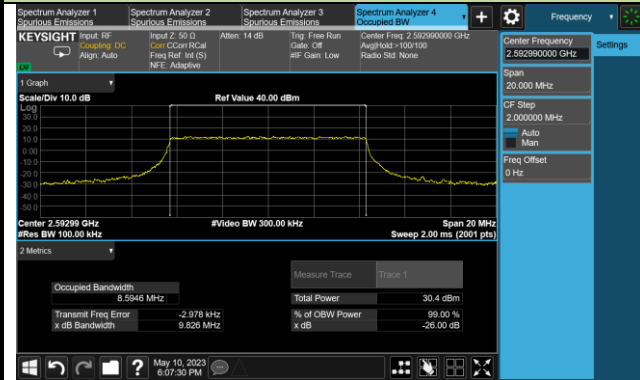 Spectrum Analyzer 1
Spurious Emissions
Spectrum Analyzer 2
Spurious Emissions
Spectrum Analyzer 3
Spurious Emissions
Spectrum Analyzer 4
Occupied BW
Frequency
KEYSIGHT
Input: RF
Coupling: DC
Align: Auto
Input Z: 50 Ω
Corr CCorr RCal
Freq Ref: Int (S)
NFE: Adaptive
Atten: 14 dB
Trig: Free Run
Gate: Off
#IF Gain: Low
Center Freq: 2.592990000 GHz
Avg|Hold:>100/100
Radio Std: None
Center Frequency
2.592990000 GHz
Settings
Span
20.000 MHz
CF Step
2.000000 MHz
Auto
Man
Freq Offset
0 Hz
1 Graph
Scale/Div 10.0 dB
Ref Value 40.00 dBm
Log
30.0
20.0
10.0
0.00
-10.0
-20.0
-30.0
-40.0
-50.0
Center 2.59299 GHz
#Video BW 300.00 kHz
Span 20 MHz
#Res BW 100.00 kHz
Sweep 2.00 ms (2001 pts)
2 Metrics
Measure Trace
Trace 1
Occupied Bandwidth
8.5946 MHz
Total Power
30.4 dBm
Transmit Freq Error
-2.978 kHz
% of OBW Power
99.00 %
x dB Bandwidth
9.826 MHz
x dB
-26.00 dB
May 10, 2023
6:07:30 PM